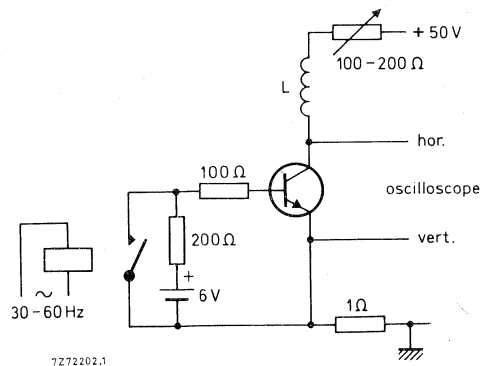 + 50 V
100 – 200 Ω
L
hor.
100 Ω
oscilloscope
200 Ω
vert.
+
6 V
~
30 – 60 Hz
1 Ω
7Z72202.1